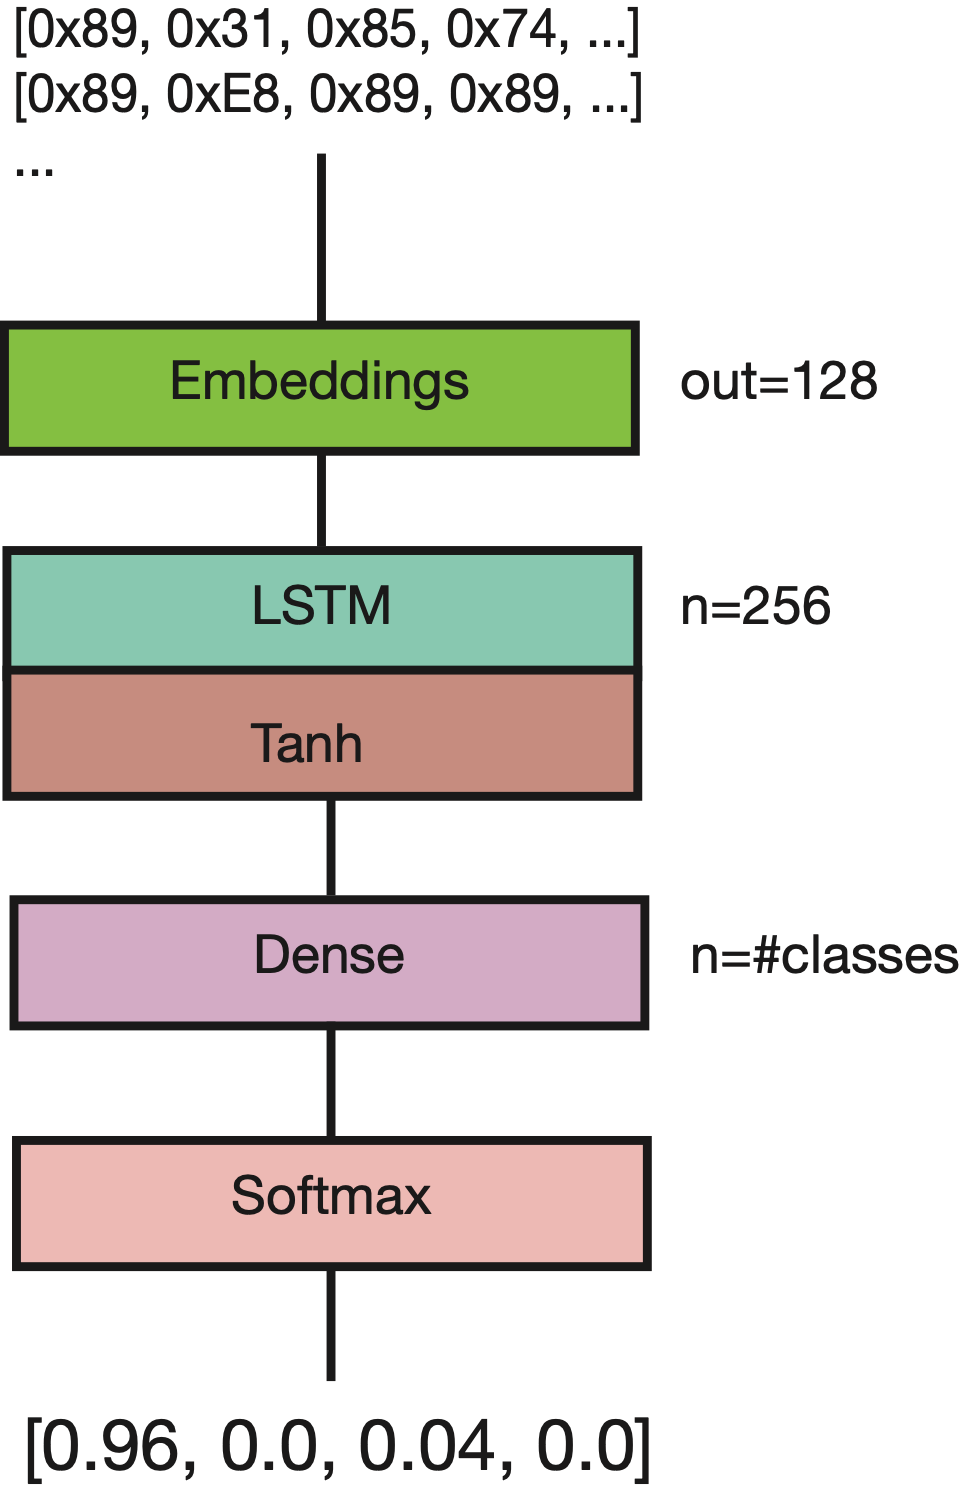 [0x89, 0x31, 0x85, 0x74, ...]
[0x89, 0xE8, 0x89, 0x89, ...]
...
Embeddings
out=128
LSTM
n=256
Tanh
Dense
n=#classes
Softmax
[0.96, 0.0, 0.04, 0.0]